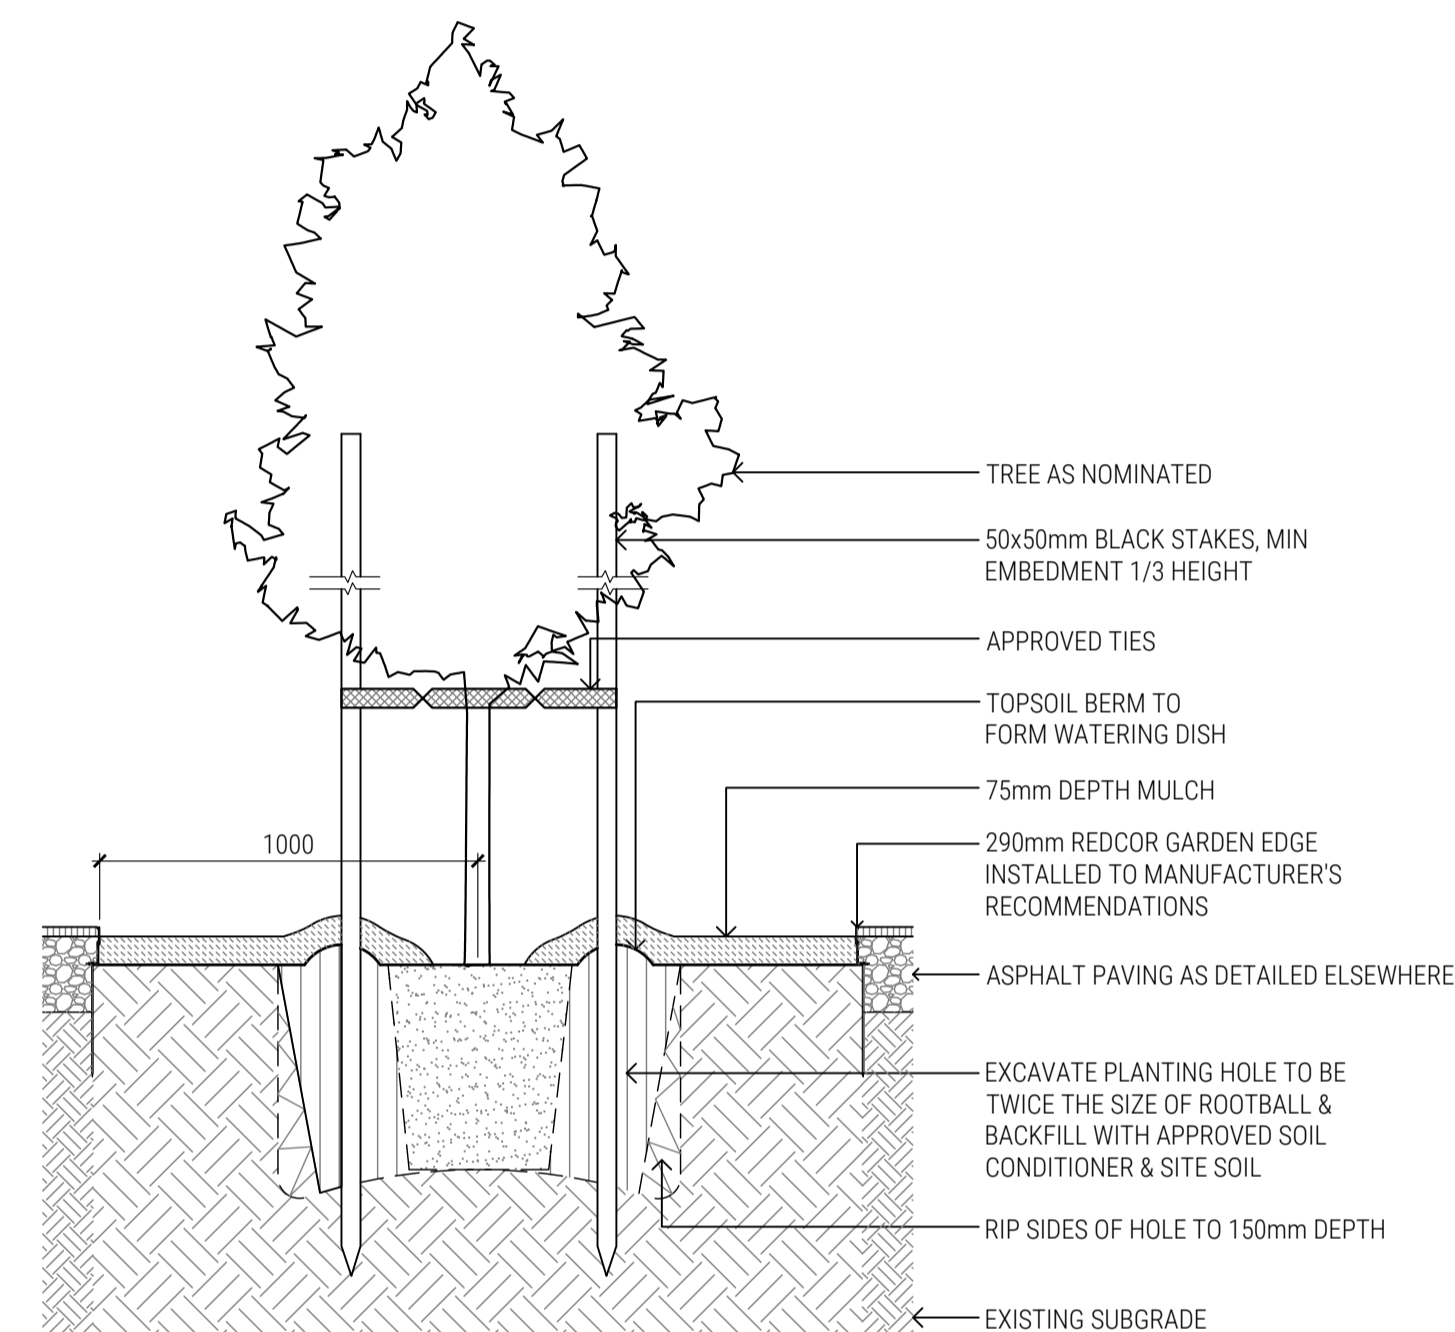 TREE AS NOMINATED
50x50mm BLACK STAKES, MIN
EMBEDMENT 1/3 HEIGHT
APPROVED TIES
TOPSOIL BERM TO
FORM WATERING DISH
75mm DEPTH MULCH
1000
290mm REDCOR GARDEN EDGE
INSTALLED TO MANUFACTURER'S
RECOMMENDATIONS
ASPHALT PAVING AS DETAILED ELSEWHERE
EXCAVATE PLANTING HOLE TO BE
TWICE THE SIZE OF ROOTBALL &
BACKFILL WITH APPROVED SOIL
CONDITIONER & SITE SOIL
RIP SIDES OF HOLE TO 150mm DEPTH
EXISTING SUBGRADE